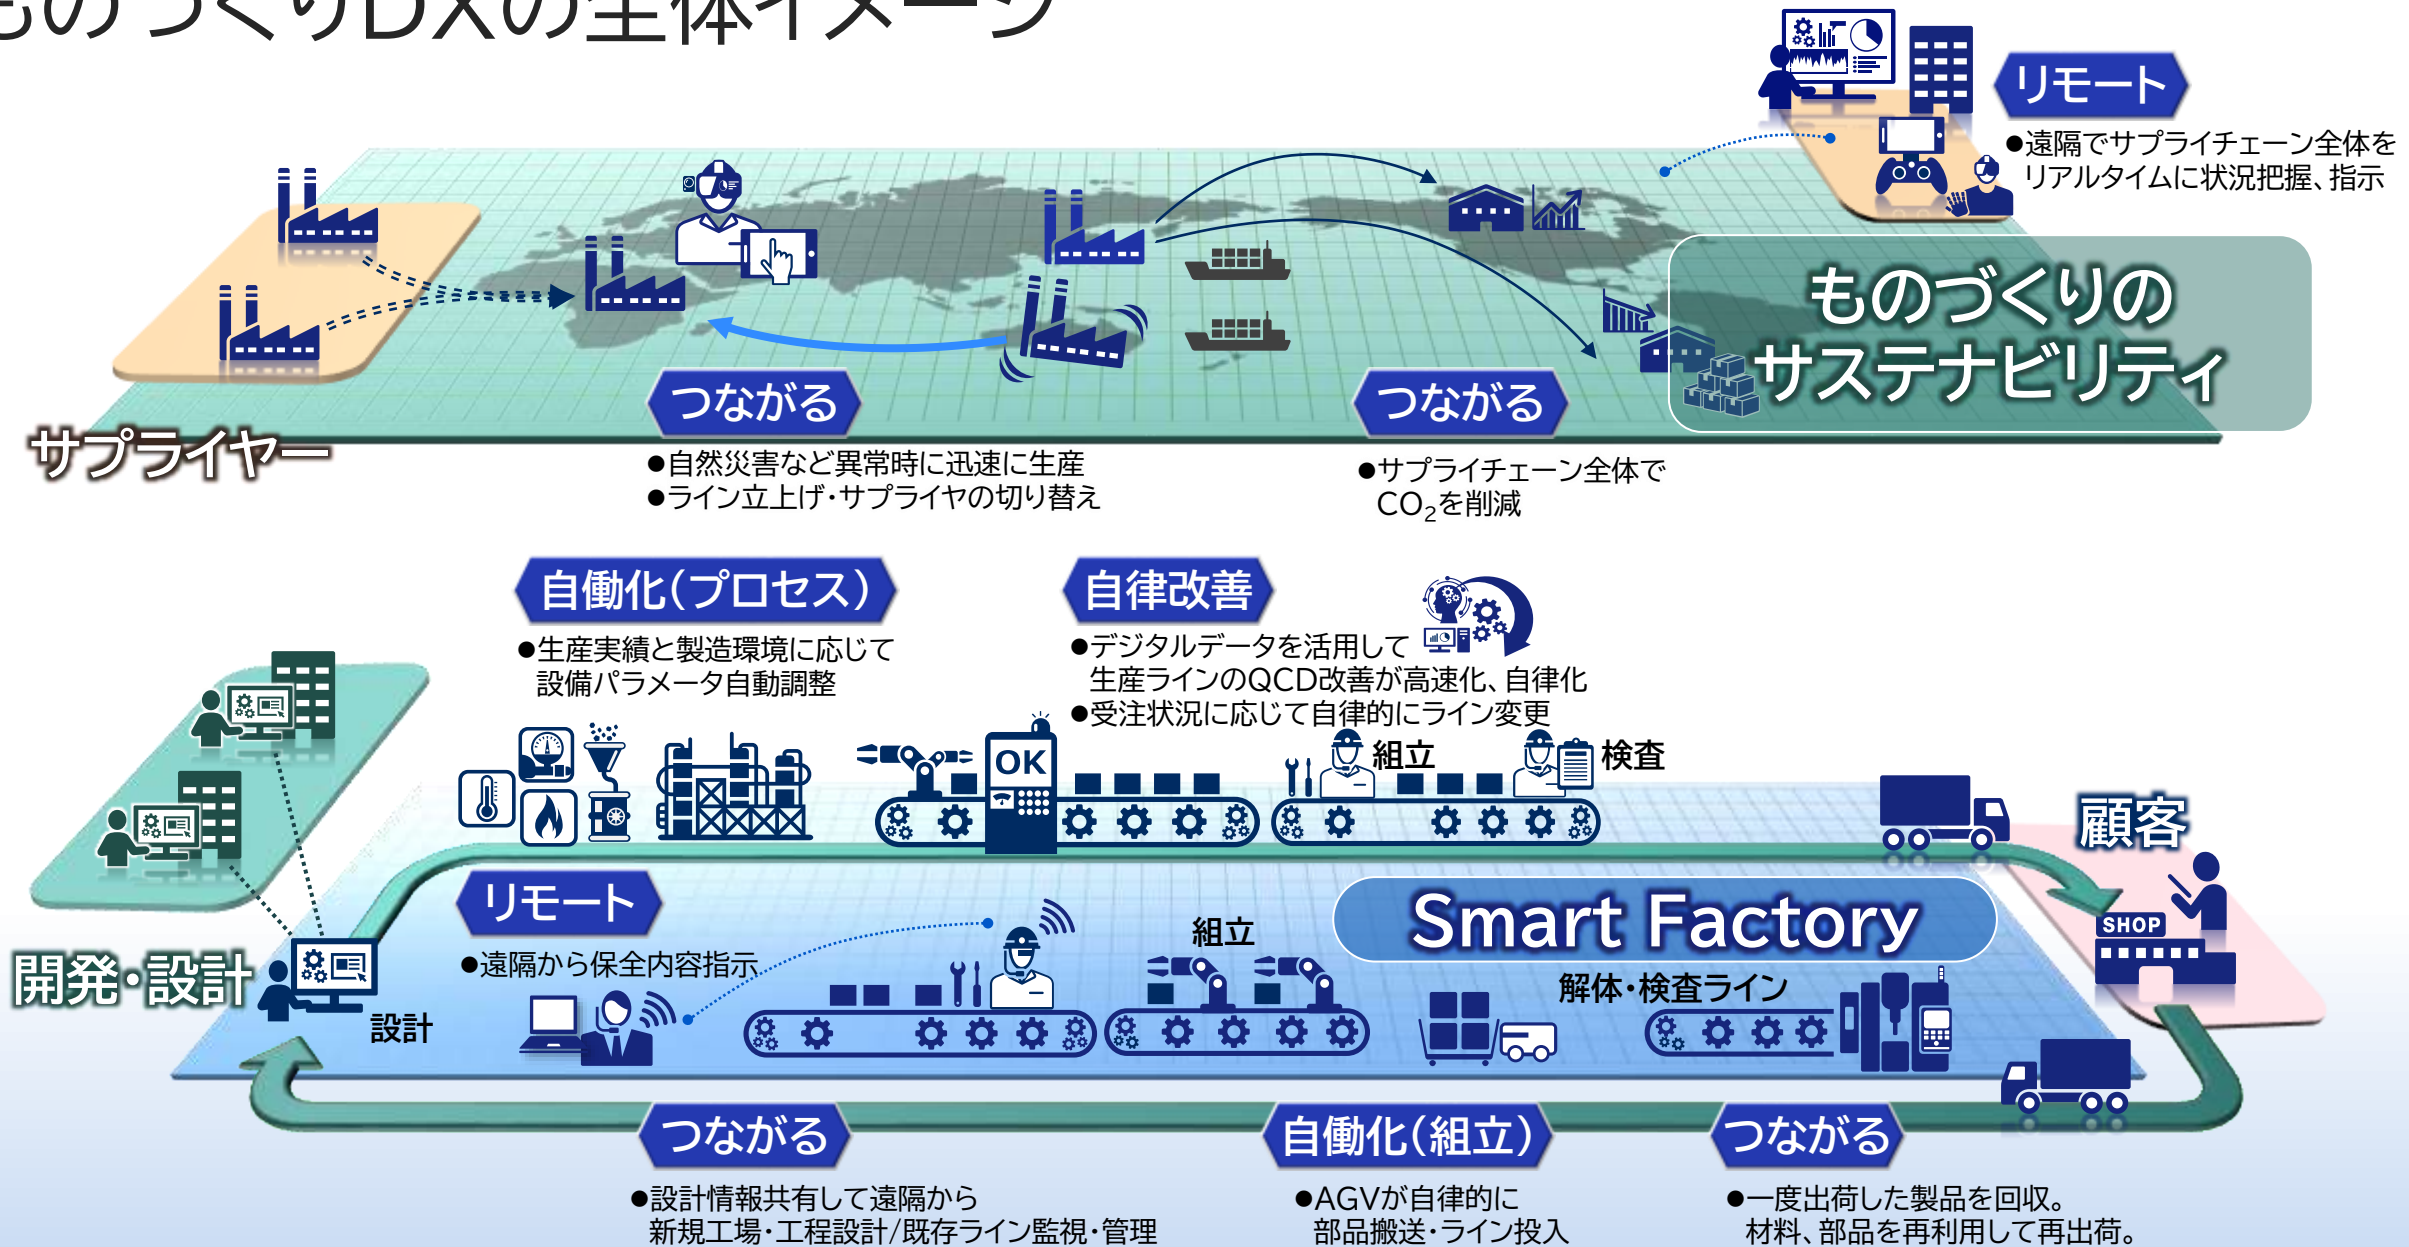 ものづくりDXの全体イメージ
リモート
●遠隔でサプライチェーン全体を
リアルタイムに状況把握、指示
ものづくりの
サステナビリティ
サプライヤー
つながる
●自然災害など異常時に迅速に生産
●ライン立上げ・サプライヤの切り替え
つながる
●サプライチェーン全体で
CO₂を削減
自働化(プロセス)
●生産実績と製造環境に応じて
設備パラメータ自動調整
自律改善
●デジタルデータを活用して
生産ラインのQCD改善が高速化、自律化
●受注状況に応じて自律的にライン変更
OK
組立
検査
顧客
SHOP
開発・設計
設計
リモート
●遠隔から保全内容指示
組立
Smart Factory
解体・検査ライン
つながる
●設計情報共有して遠隔から
新規工場・工程設計/既存ライン監視・管理
自働化(組立)
●AGVが自律的に
部品搬送・ライン投入
つながる
●一度出荷した製品を回収。
材料、部品を再利用して再出荷。